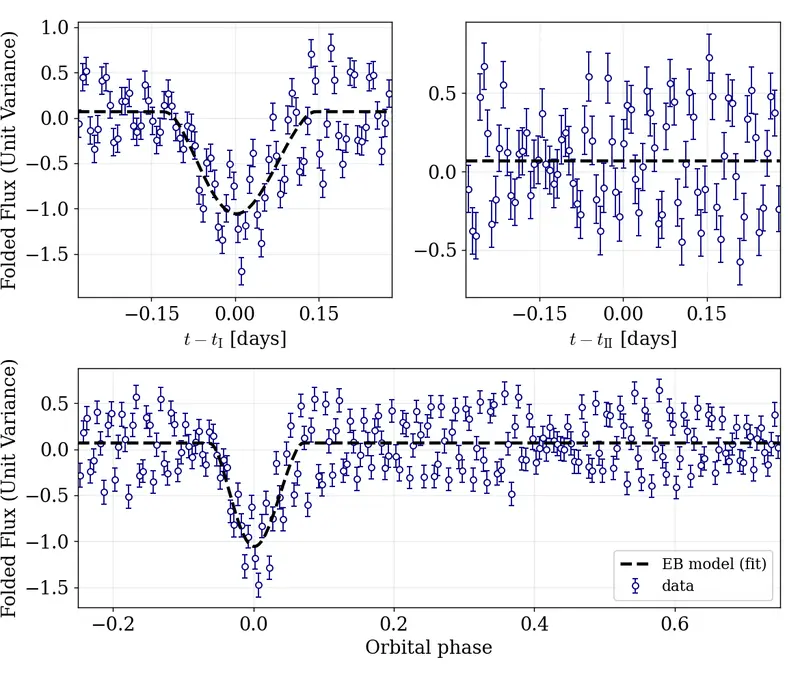 Folded Flux (Unit Variance)
1.0
0.5
0.0
−0.5
−1.0
−1.5
−0.15 0.00 0.15
t − tI [days]
0.5
0.0
−0.5
−0.15 0.00 0.15
t − tII [days]
Folded Flux (Unit Variance)
0.5
0.0
−0.5
−1.0
−1.5
−0.2 0.0 0.2 0.4 0.6
Orbital phase
EB model (fit)
data